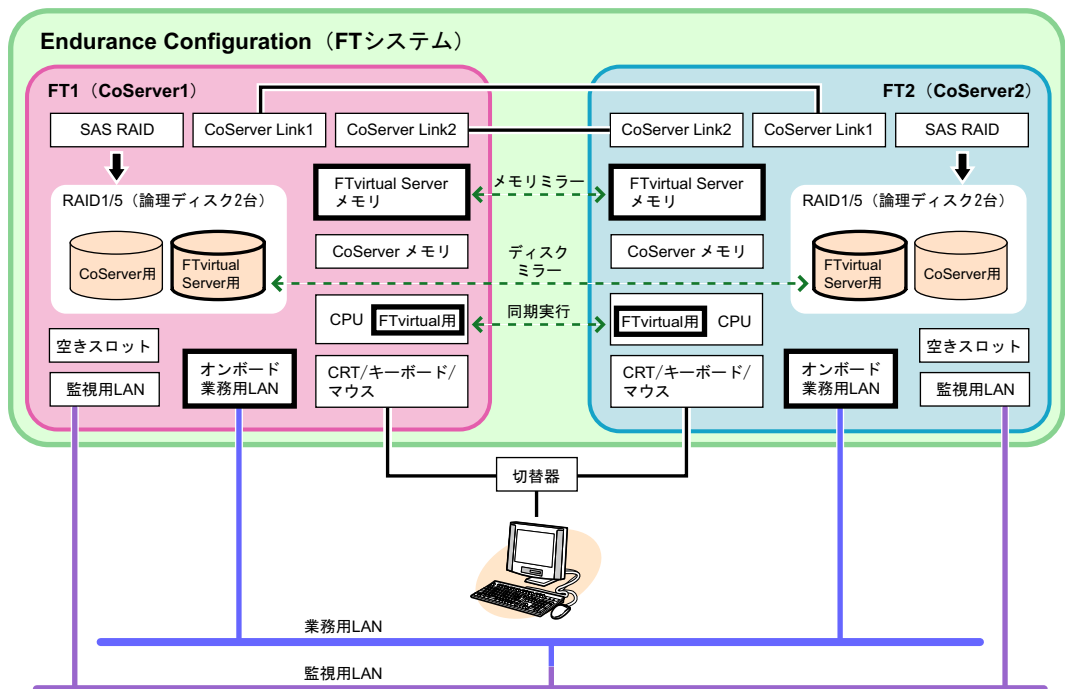 Endurance Configuration（FTシステム）
FT1（CoServer1）
FT2（CoServer2）
SAS RAID
CoServer Link1
CoServer Link2
CoServer Link2
CoServer Link1
SAS RAID
FTvirtual Server
メモリ
メモリミラー
FTvirtual Server
メモリ
RAID1/5（論理ディスク2台）
RAID1/5（論理ディスク2台）
CoServer用
FTvirtual
Server用
CoServer メモリ
ディスク
ミラー
CoServer メモリ
FTvirtual
Server用
CoServer用
CPU
FTvirtual用
同期実行
FTvirtual用
CPU
空きスロット
監視用LAN
オンボード
業務用LAN
CRT/キーボード/
マウス
CRT/キーボード/
マウス
オンボード
業務用LAN
空きスロット
監視用LAN
切替器
業務用LAN
監視用LAN